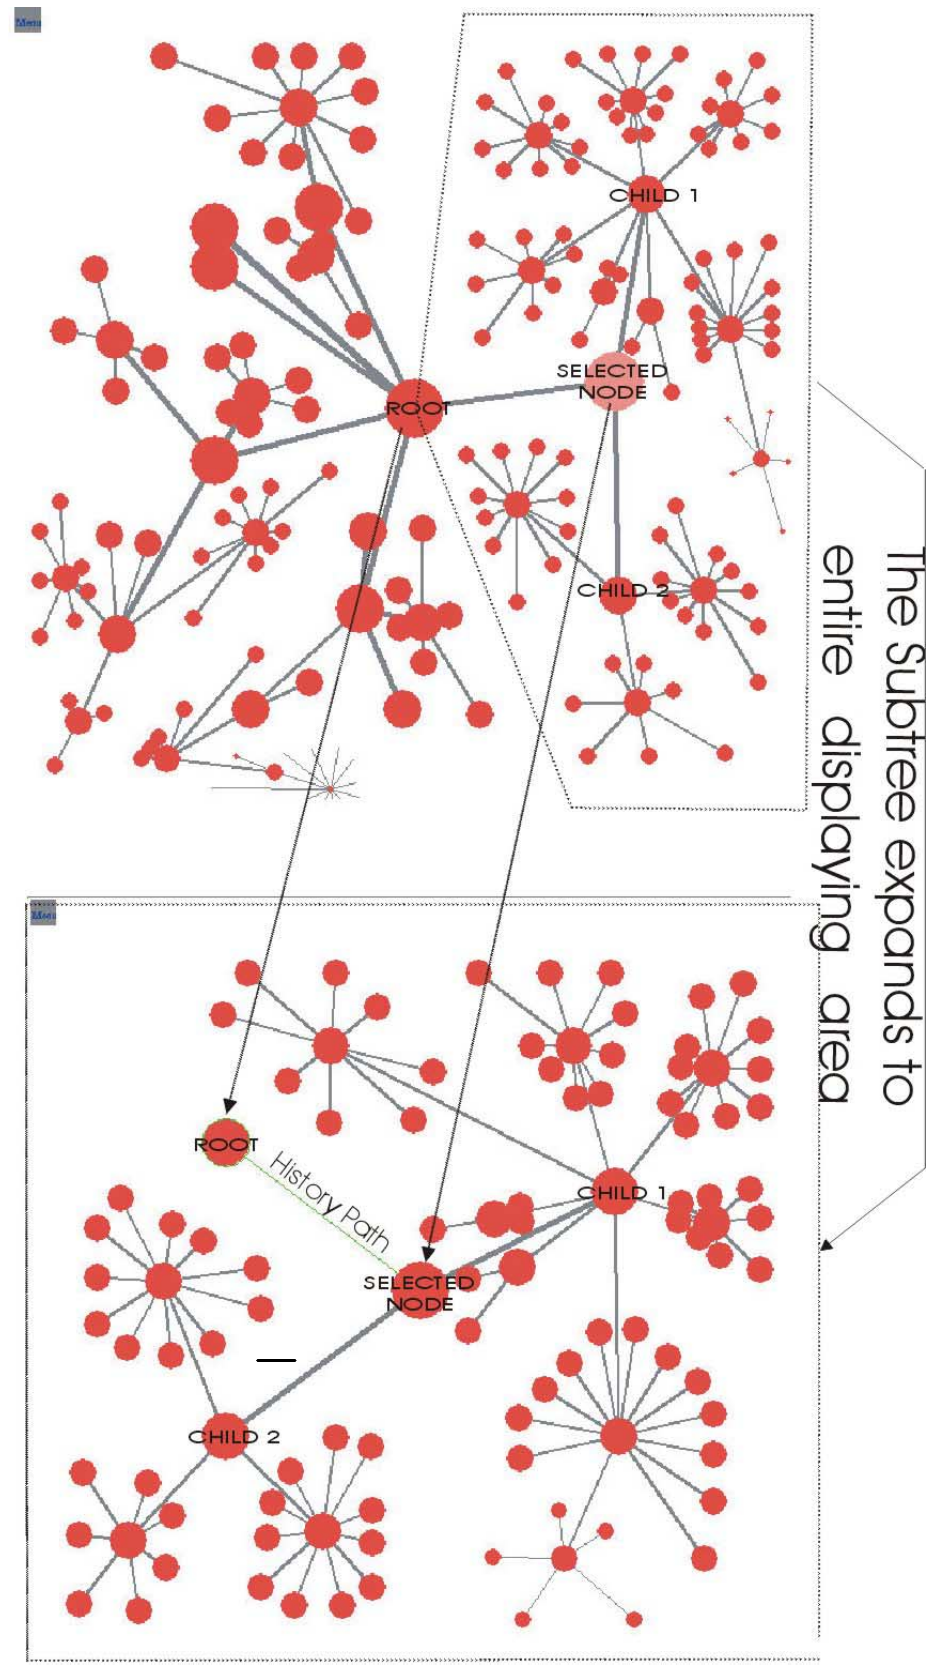 Menu
CHILD 1
SELECTED
NODE
ROOT
CHILD 2
The Subtree expands to
entire displaying area
Menu
ROOT
History Path
CHILD 1
SELECTED
NODE
CHILD 2